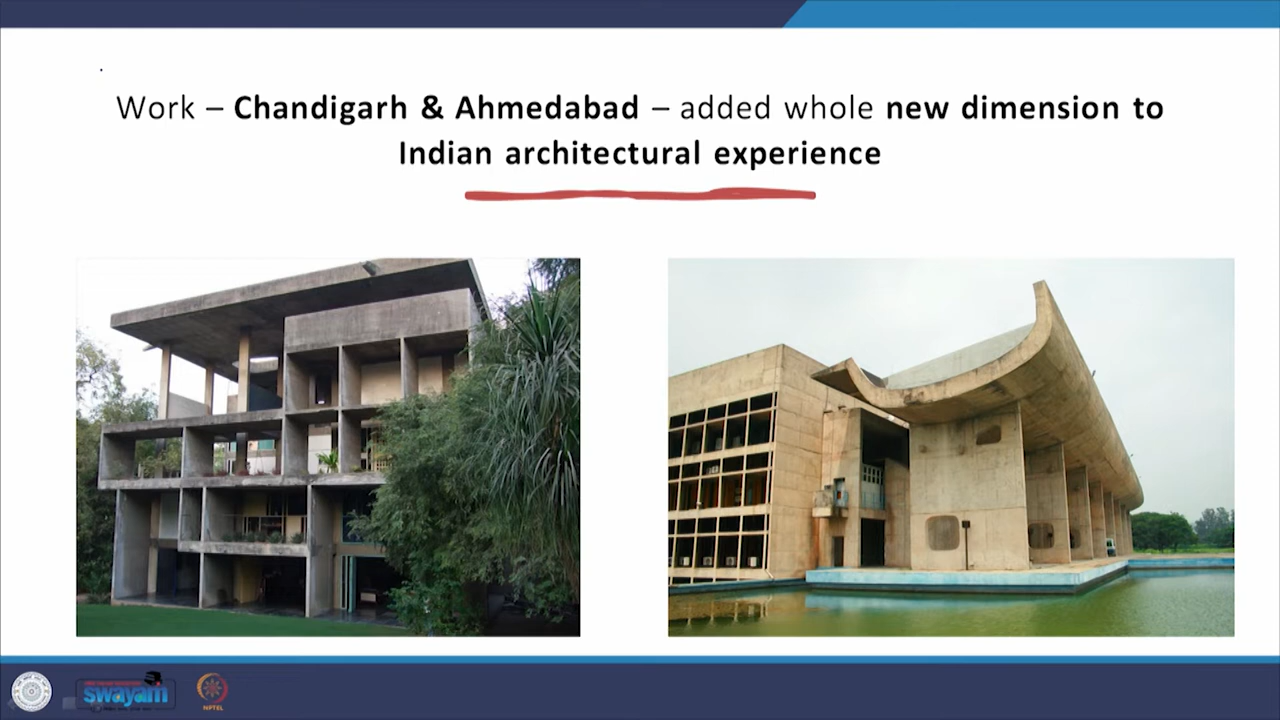 Work – Chandigarh & Ahmedabad – added whole new dimension to
Indian architectural experience
swayam
NPTEL